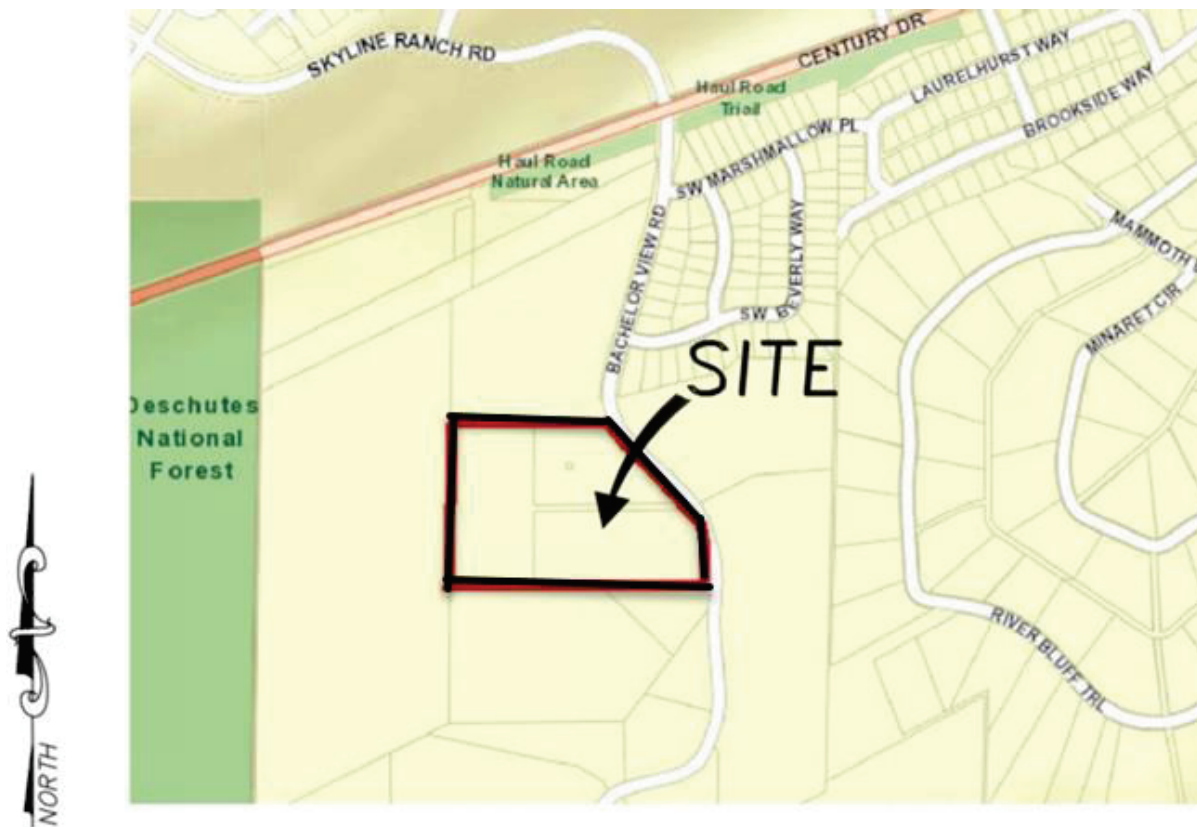 SKYLINE RANCH RD
CENTURY DR
Haul Road
Trail
LAURELHURST WAY
BROOKSIDE WAY
Haul Road
Natural Area
SW MARSHMALLOW PL
BACHELOR VIEW RD
SW BEVERLY WAY
MAMMOTH
MINARET CIR
SITE
Deschutes
National
Forest
RIVER BLUFF TRL
NORTH